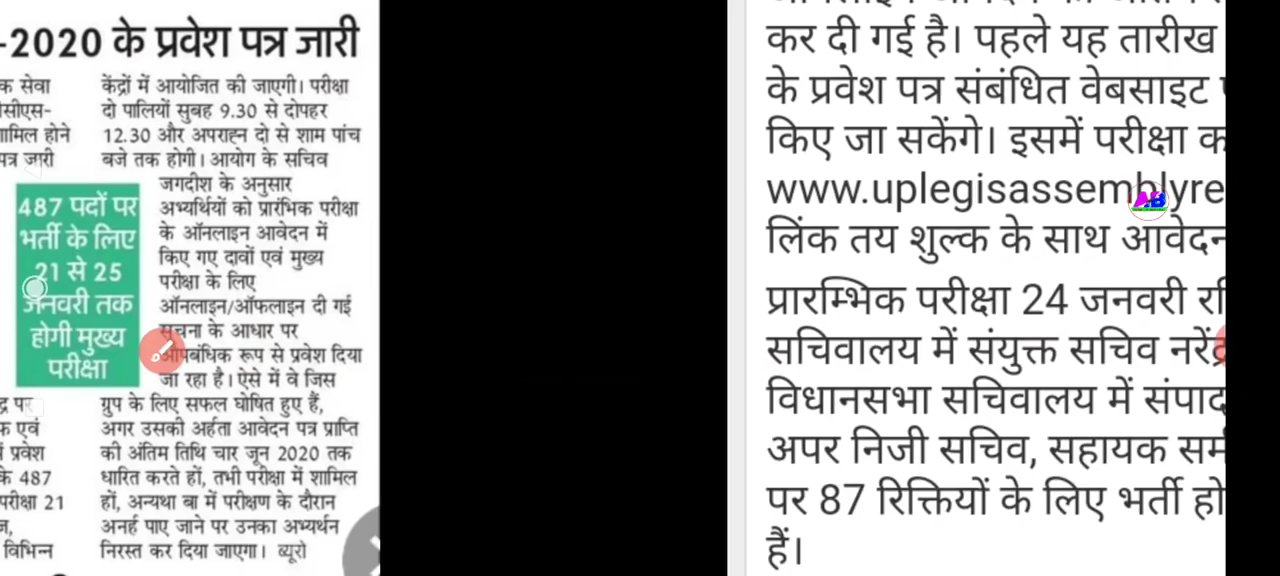 -2020 के प्रवेश पत्र जारी
क सेवा
सीएस-
ामिल होने
पत्र जारी
केंद्रों में आयोजित की जाएगी। परीक्षा
दो पालियों सुबह 9.30 से दोपहर
12.30 और अपराह्न दो से शाम पांच
बजे तक होगी। आयोग के सचिव
जगदीश के अनुसार
अभ्यर्थियों को प्रारंभिक परीक्षा
के ऑनलाइन आवेदन में
किए गए दावों एवं मुख्य
परीक्षा के लिए
ऑनलाइन/ऑफलाइन दी गई
सूचना के आधार पर
औपबंधिक रूप से प्रवेश दिया
जा रहा है। ऐसे में वे जिस
ग्रुप के लिए सफल घोषित हुए हैं,
अगर उसकी अर्हता आवेदन पत्र प्राप्ति
की अंतिम तिथि चार जून 2020 तक
धारित करते हों, तभी परीक्षा में शामिल
हों, अन्यथा बा में परीक्षण के दौरान
अनर्ह पाए जाने पर उनका अभ्यर्थन
निरस्त कर दिया जाएगा। ब्यूरो
487 पदों पर
भर्ती के लिए
21 से 25
जनवरी तक
होगी मुख्य
परीक्षा
द्र पर
फ एवं
में प्रवेश
के 487
परीक्षा 21
ज,
विभिन्न
कर दी गई है। पहले यह तारीख
के प्रवेश पत्र संबंधित वेबसाइट
किए जा सकेंगे। इसमें परीक्षा क
www.uplegisassemblyre
AB
लिंक तय शुल्क के साथ आवेदन
प्रारम्भिक परीक्षा 24 जनवरी रवि
सचिवालय में संयुक्त सचिव नरेंद्र
विधानसभा सचिवालय में संपाद
अपर निजी सचिव, सहायक सम
पर 87 रिक्तियों के लिए भर्ती हो
हैं।